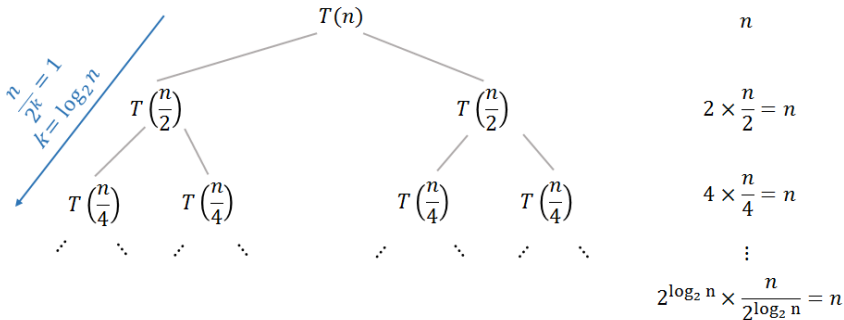 T(n) n
n/2^k = 1
k = log₂ n
T(n/2) T(n/2) 2 × n/2 = n
T(n/4) T(n/4) T(n/4) T(n/4) 4 × n/4 = n
⋰ ⋱ ⋰ ⋱ ⋰ ⋱ ⋰ ⋱ ⋮
2^(log₂ n) × n/2^(log₂ n) = n